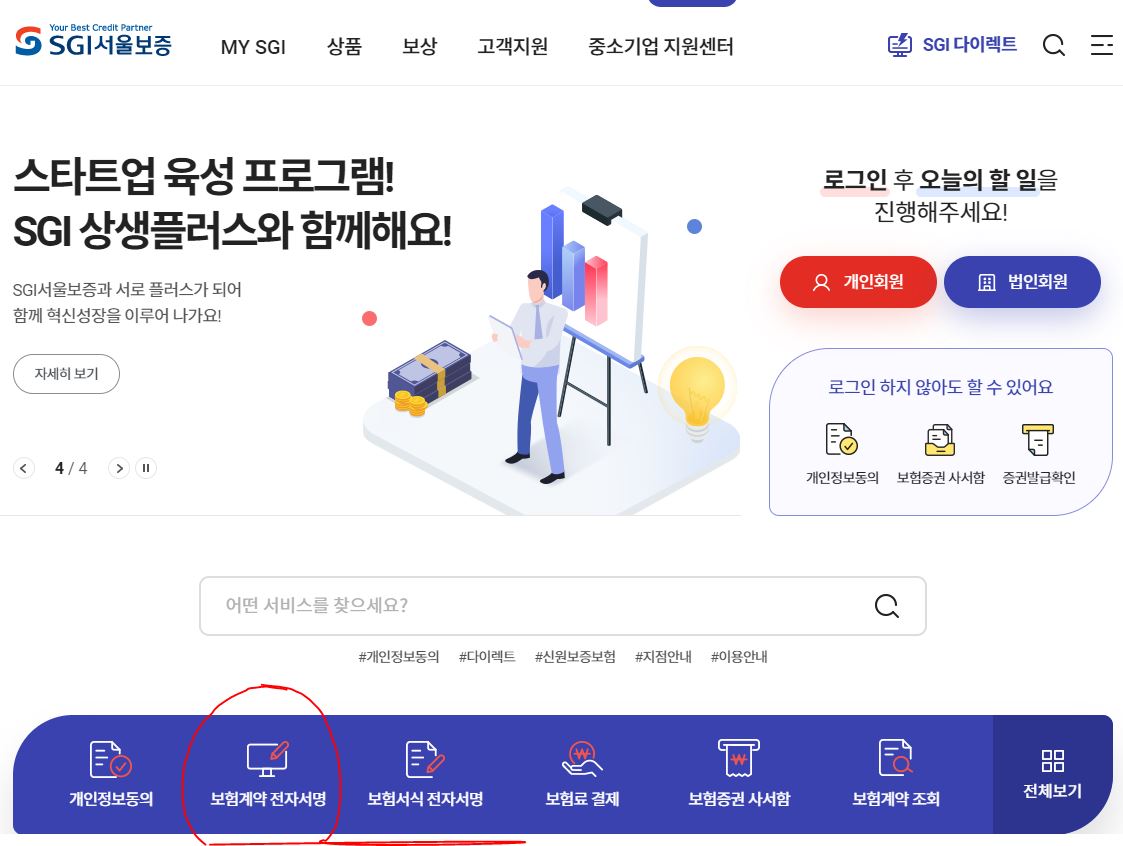 Your Best Credit Partner
SGI서울보증
MY SGI
상품
보상
고객지원
중소기업 지원센터
SGI 다이렉트
스타트업 육성 프로그램!
SGI 상생플러스와 함께해요!
SGI서울보증과 서로 플러스가 되어
함께 혁신성장을 이루어 나가요!
자세히 보기
4 / 4
로그인 후 오늘의 할 일을
진행해주세요!
개인회원
법인회원
로그인 하지 않아도 할 수 있어요
개인정보동의
보험증권 사서함
증권발급확인
어떤 서비스를 찾으세요?
#개인정보동의 #다이렉트 #신원보증보험 #지점안내 #이용안내
개인정보동의
보험계약 전자서명
보험서식 전자서명
보험료 결제
보험증권 사서함
보험계약 조회
전체보기